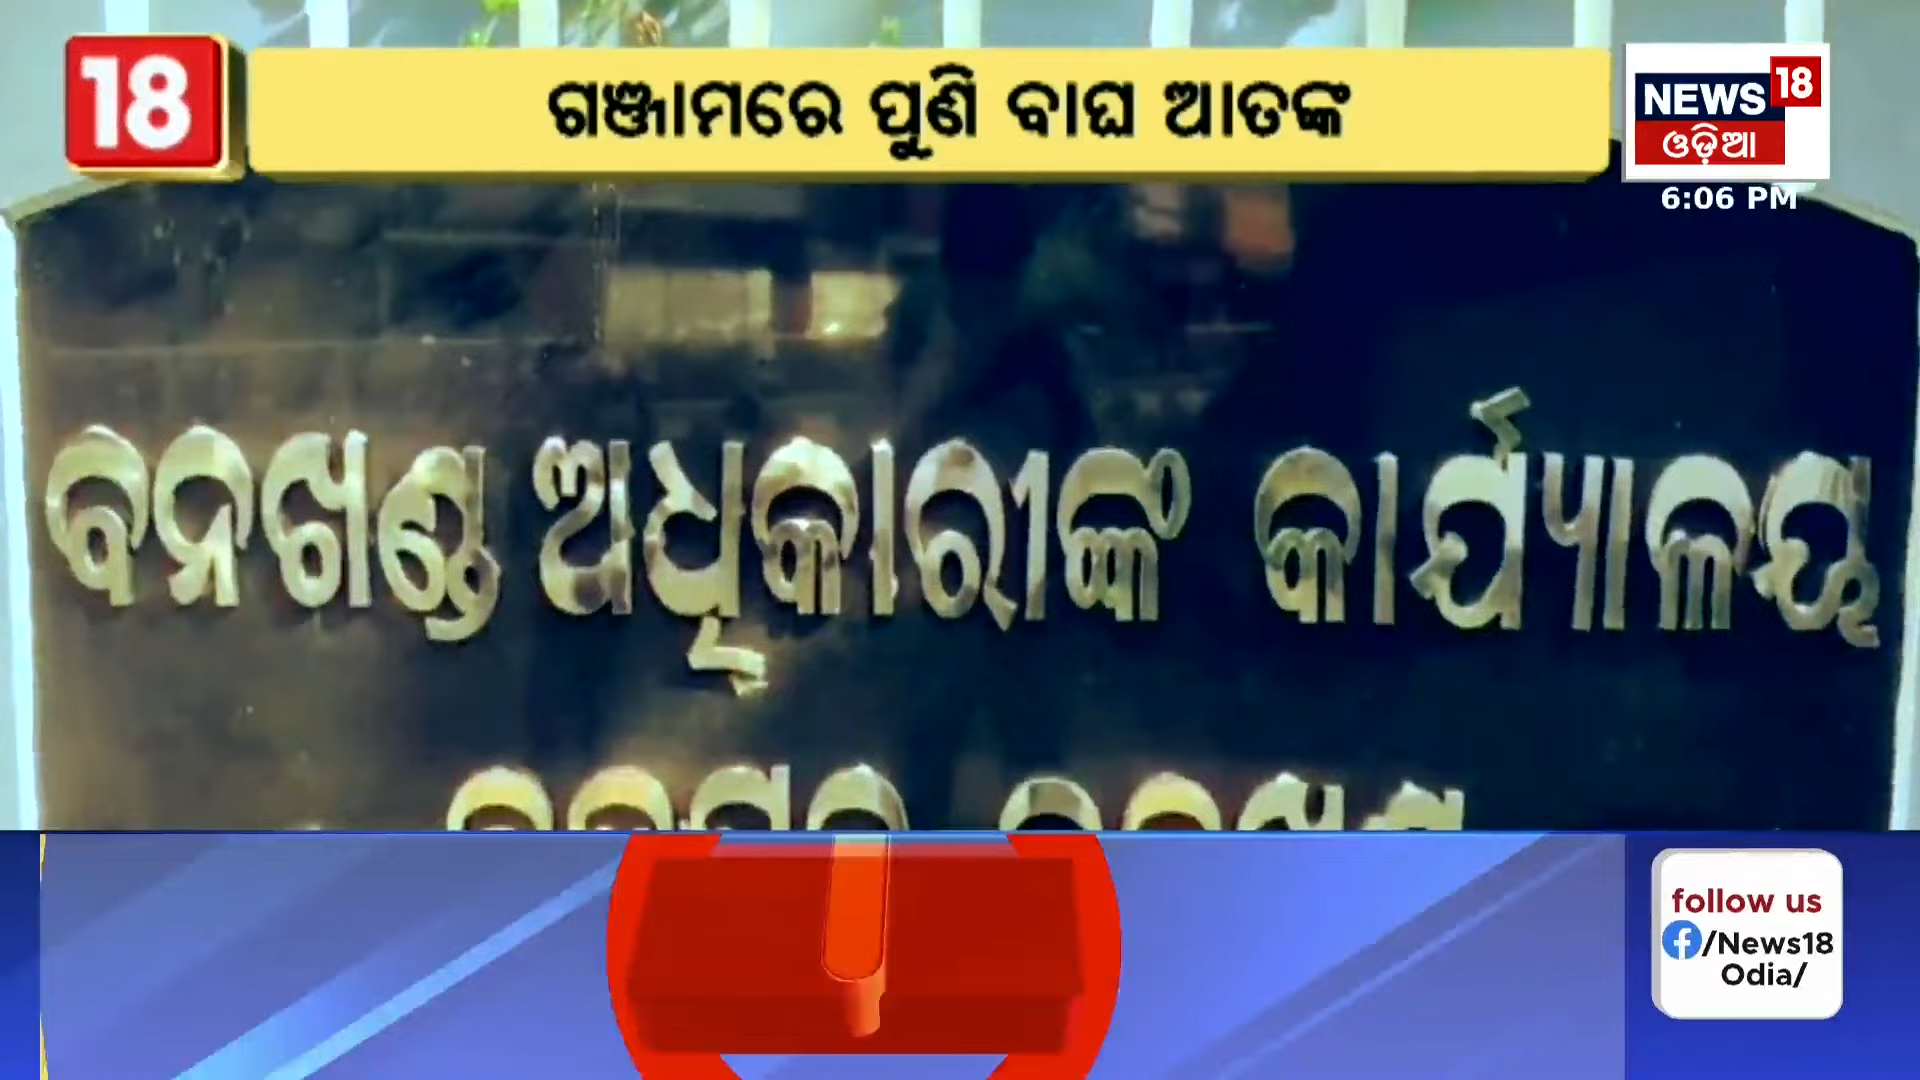 18
ଗଞ୍ଜାମରେ ପୁଣି ବାଘ ଆତଙ୍କ
NEWS 18
ଓଡ଼ିଆ
6:06 PM
ବନଖଣ୍ଡ ଅଧିକାରୀଙ୍କ କାର୍ଯ୍ୟାଳୟ
follow us
/News18
Odia/